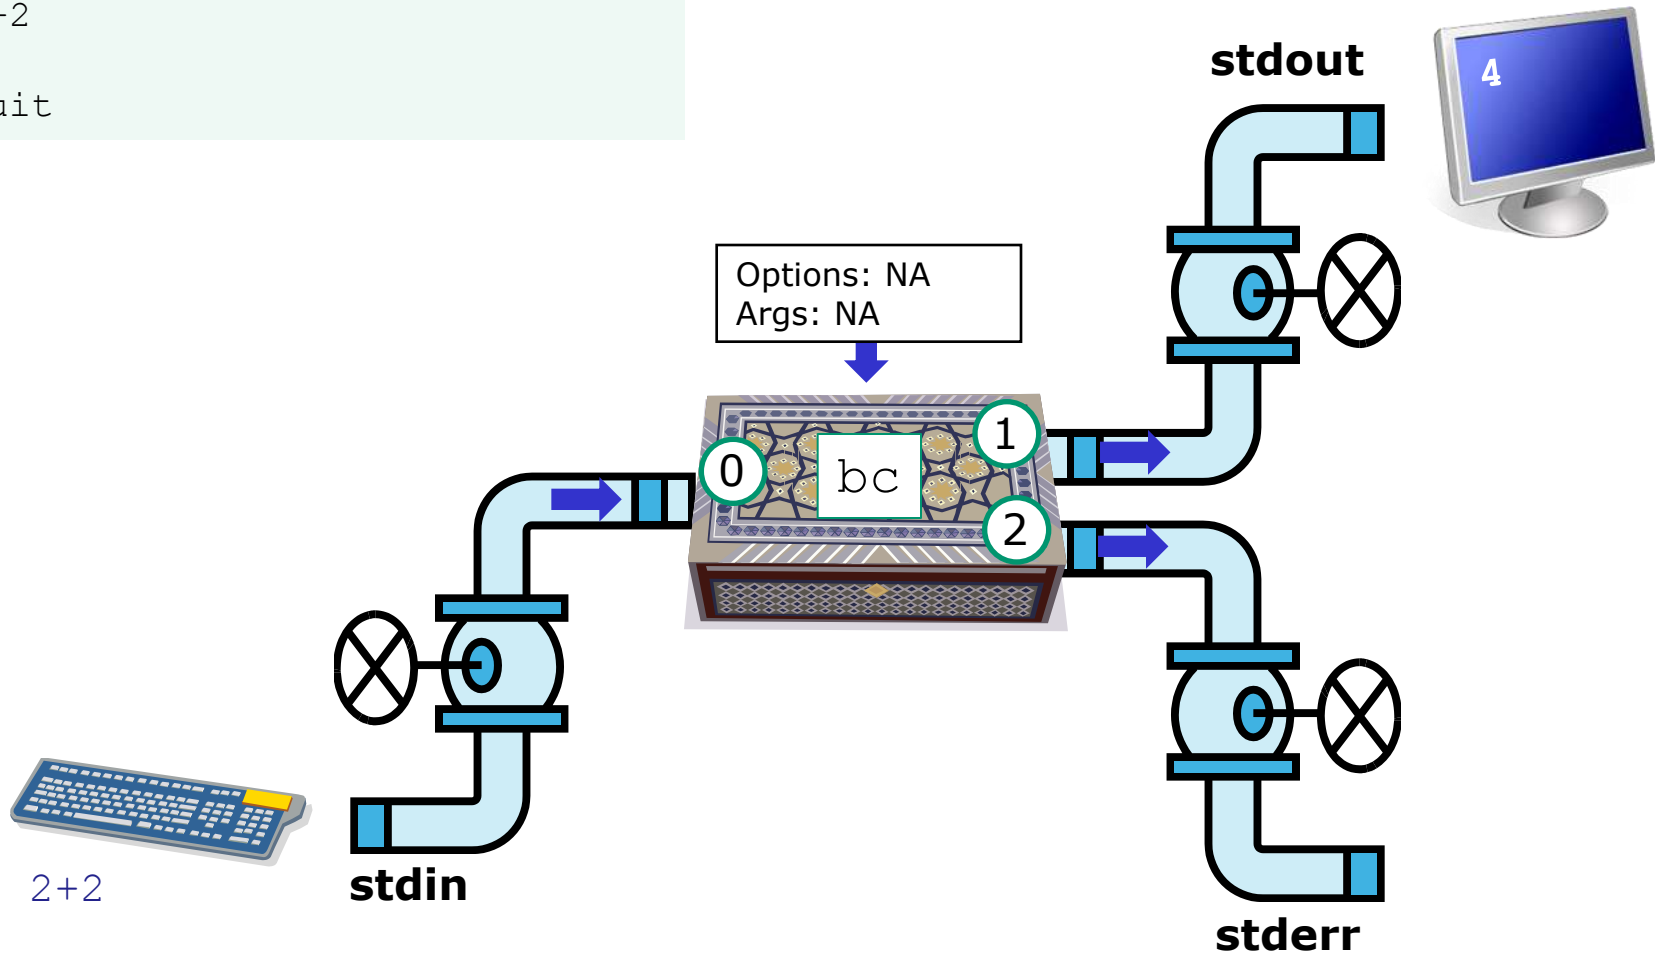 +2
uit
stdout
4
Options: NA
Args: NA
1
0
bc
2
2+2
stdin
stderr